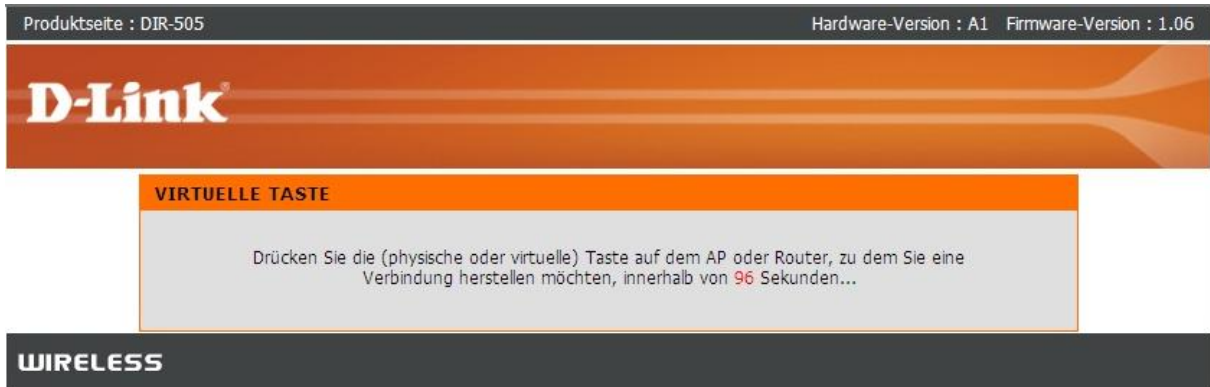 Produktseite : DIR-505 Hardware-Version : A1 Firmware-Version : 1.06
D-Link
VIRTUELLE TASTE
Drücken Sie die (physische oder virtuelle) Taste auf dem AP oder Router, zu dem Sie eine
Verbindung herstellen möchten, innerhalb von 96 Sekunden...
WIRELESS